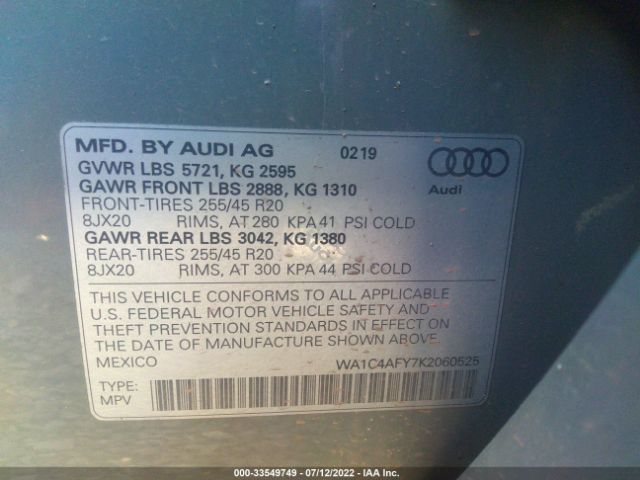 MFD. BY AUDI AG 0219
GVWR LBS 5721, KG 2595
GAWR FRONT LBS 2888, KG 1310
Audi
FRONT-TIRES 255/45 R20
8JX20 RIMS, AT 280 KPA 41 PSI COLD
GAWR REAR LBS 3042, KG 1380
REAR-TIRES 255/45 R20
8JX20 RIMS, AT 300 KPA 44 PSI COLD
THIS VEHICLE CONFORMS TO ALL APPLICABLE
U.S. FEDERAL MOTOR VEHICLE SAFETY AND
THEFT PREVENTION STANDARDS IN EFFECT ON
THE DATE OF MANUFACTURE SHOWN ABOVE.
MEXICO WA1C4AFY7K2060525
TYPE:
MPV
000-33549749 - 07/12/2022 - IAA Inc.